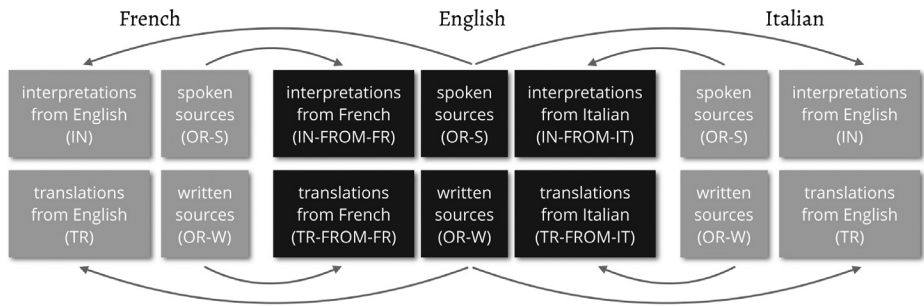 French
English
Italian
interpretations
from English
(IN)
spoken
sources
(OR-S)
interpretations
from French
(IN-FROM-FR)
spoken
sources
(OR-S)
interpretations
from Italian
(IN-FROM-IT)
spoken
sources
(OR-S)
interpretations
from English
(IN)
translations
from English
(TR)
written
sources
(OR-W)
translations
from French
(TR-FROM-FR)
written
sources
(OR-W)
translations
from Italian
(TR-FROM-IT)
written
sources
(OR-W)
translations
from English
(TR)